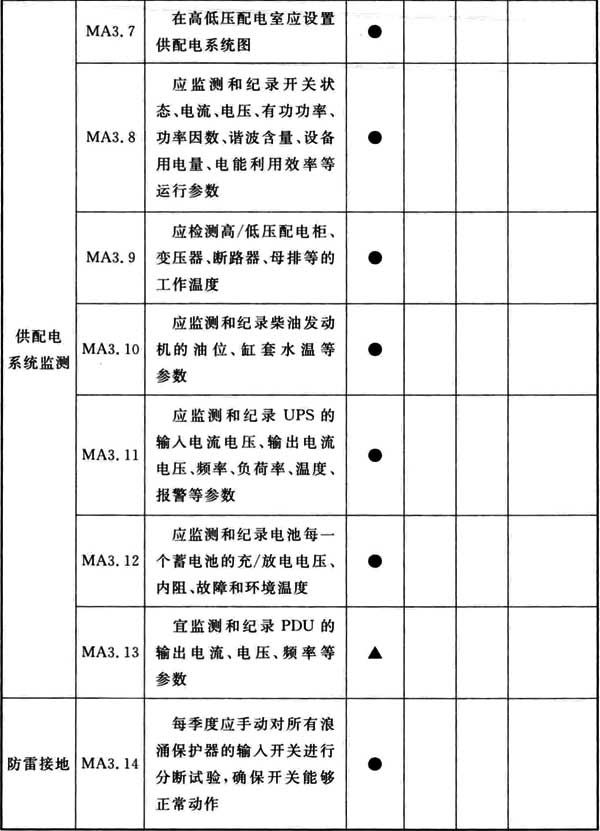 MA3.7
在高低压配电室应设置
供配电系统图
●
MA3.8
应监测和纪录开关状
态、电流、电压、有功功率、
功率因数、谐波含量、设备
用电量、电能利用效率等
运行参数
●
MA3.9
应检测高/低压配电柜、
变压器、断路器、母排等的
工作温度
●
供配电
系统监测
MA3.10
应监测和纪录柴油发动
机的油位、缸套水温等
参数
●
MA3.11
应监测和纪录 UPS 的
输入电流电压、输出电流
电压、频率、负荷率、温度、
报警等参数
●
MA3.12
应监测和纪录电池每一
个蓄电池的充/放电电压、
内阻、故障和环境温度
●
MA3.13
宜监测和纪录 PDU 的
输出电流、电压、频率等
参数
▲
防雷接地
MA3.14
每季度应手动对所有浪
涌保护器的输入开关进行
分断试验,确保开关能够
正常动作
●